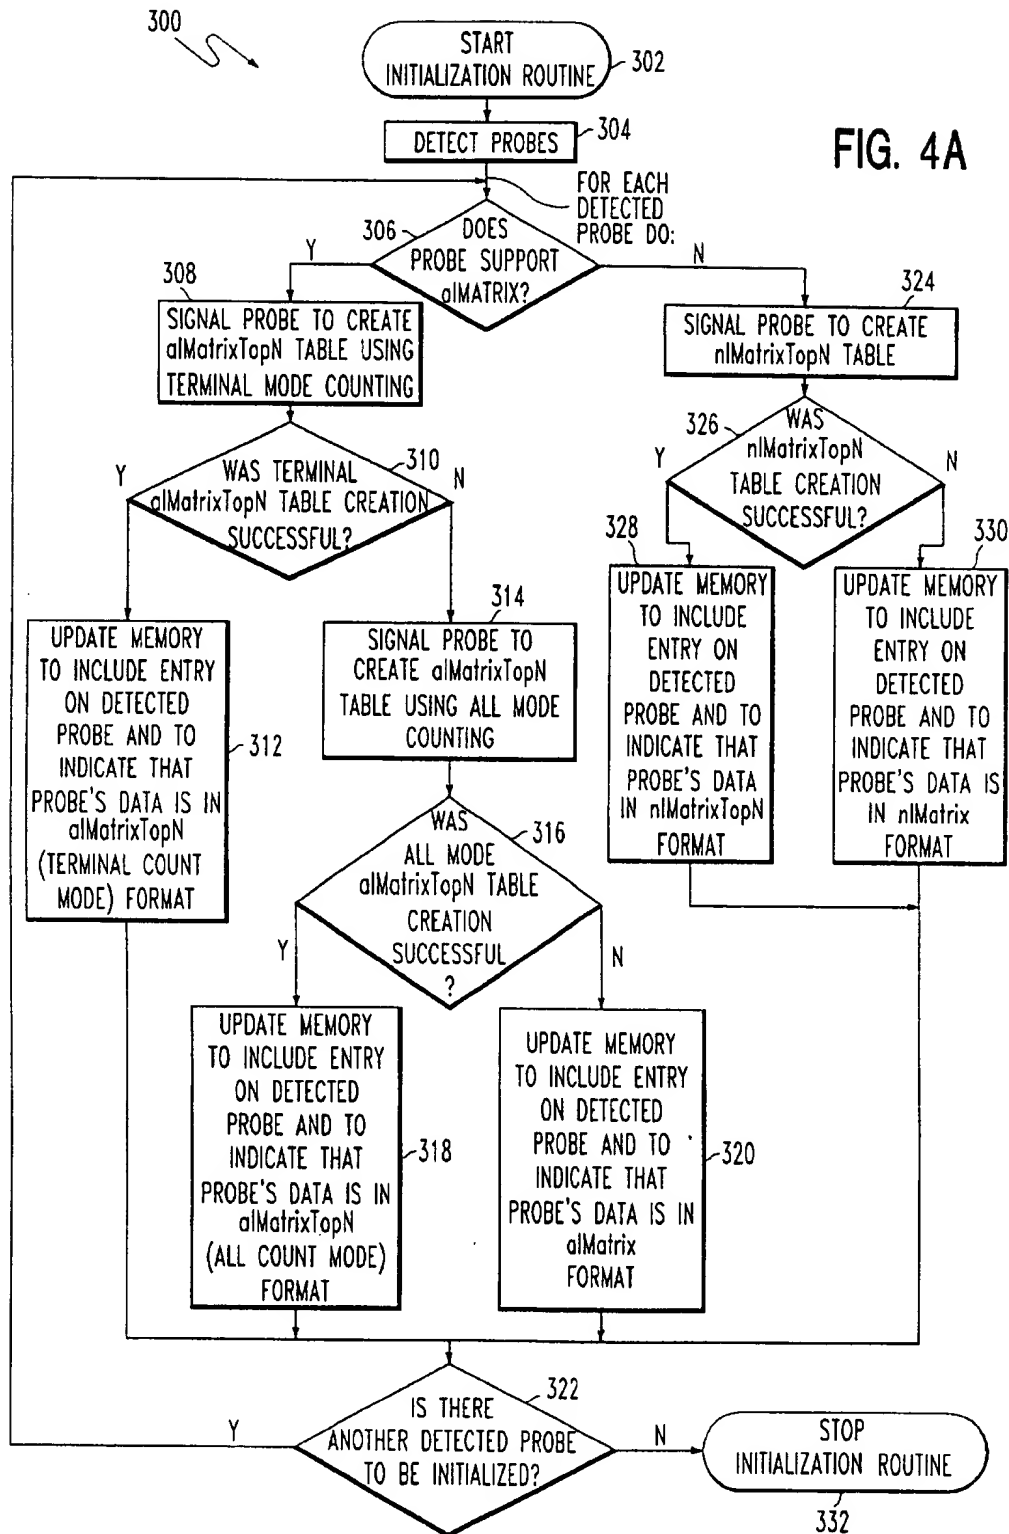 300
START
INITIALIZATION ROUTINE
302
DETECT PROBES
304
FIG. 4A
FOR EACH
DETECTED
PROBE DO:
306
DOES
PROBE SUPPORT
alMATRIX?
Y
N
308
SIGNAL PROBE TO CREATE
alMatrixTopN TABLE USING
TERMINAL MODE COUNTING
324
SIGNAL PROBE TO CREATE
nlMatrixTopN TABLE
310
WAS TERMINAL
alMatrixTopN TABLE CREATION
SUCCESSFUL?
Y
N
326
WAS
nlMatrixTopN
TABLE CREATION
SUCCESSFUL?
Y
N
312
UPDATE MEMORY
TO INCLUDE ENTRY
ON DETECTED
PROBE AND TO
INDICATE THAT
PROBE'S DATA IS IN
alMatrixTopN
(TERMINAL COUNT
MODE) FORMAT
314
SIGNAL PROBE TO
CREATE alMatrixTopN
TABLE USING ALL MODE
COUNTING
328
UPDATE MEMORY
TO INCLUDE
ENTRY ON
DETECTED
PROBE AND TO
INDICATE THAT
PROBE'S DATA
IN nlMatrixTopN
FORMAT
330
UPDATE MEMORY
TO INCLUDE
ENTRY ON
DETECTED
PROBE AND TO
INDICATE THAT
PROBE'S DATA IS
IN nlMatrix
FORMAT
316
WAS
ALL MODE
alMatrixTopN TABLE
CREATION
SUCCESSFUL
?
Y
N
UPDATE MEMORY
TO INCLUDE ENTRY
ON DETECTED
PROBE AND TO
INDICATE THAT
PROBE'S DATA IS IN
alMatrixTopN
(ALL COUNT MODE)
FORMAT
318
UPDATE MEMORY
TO INCLUDE ENTRY
ON DETECTED
PROBE AND TO
INDICATE THAT
PROBE'S DATA IS IN
alMatrix
FORMAT
320
322
IS THERE
ANOTHER DETECTED PROBE
TO BE INITIALIZED?
Y
N
STOP
INITIALIZATION ROUTINE
332